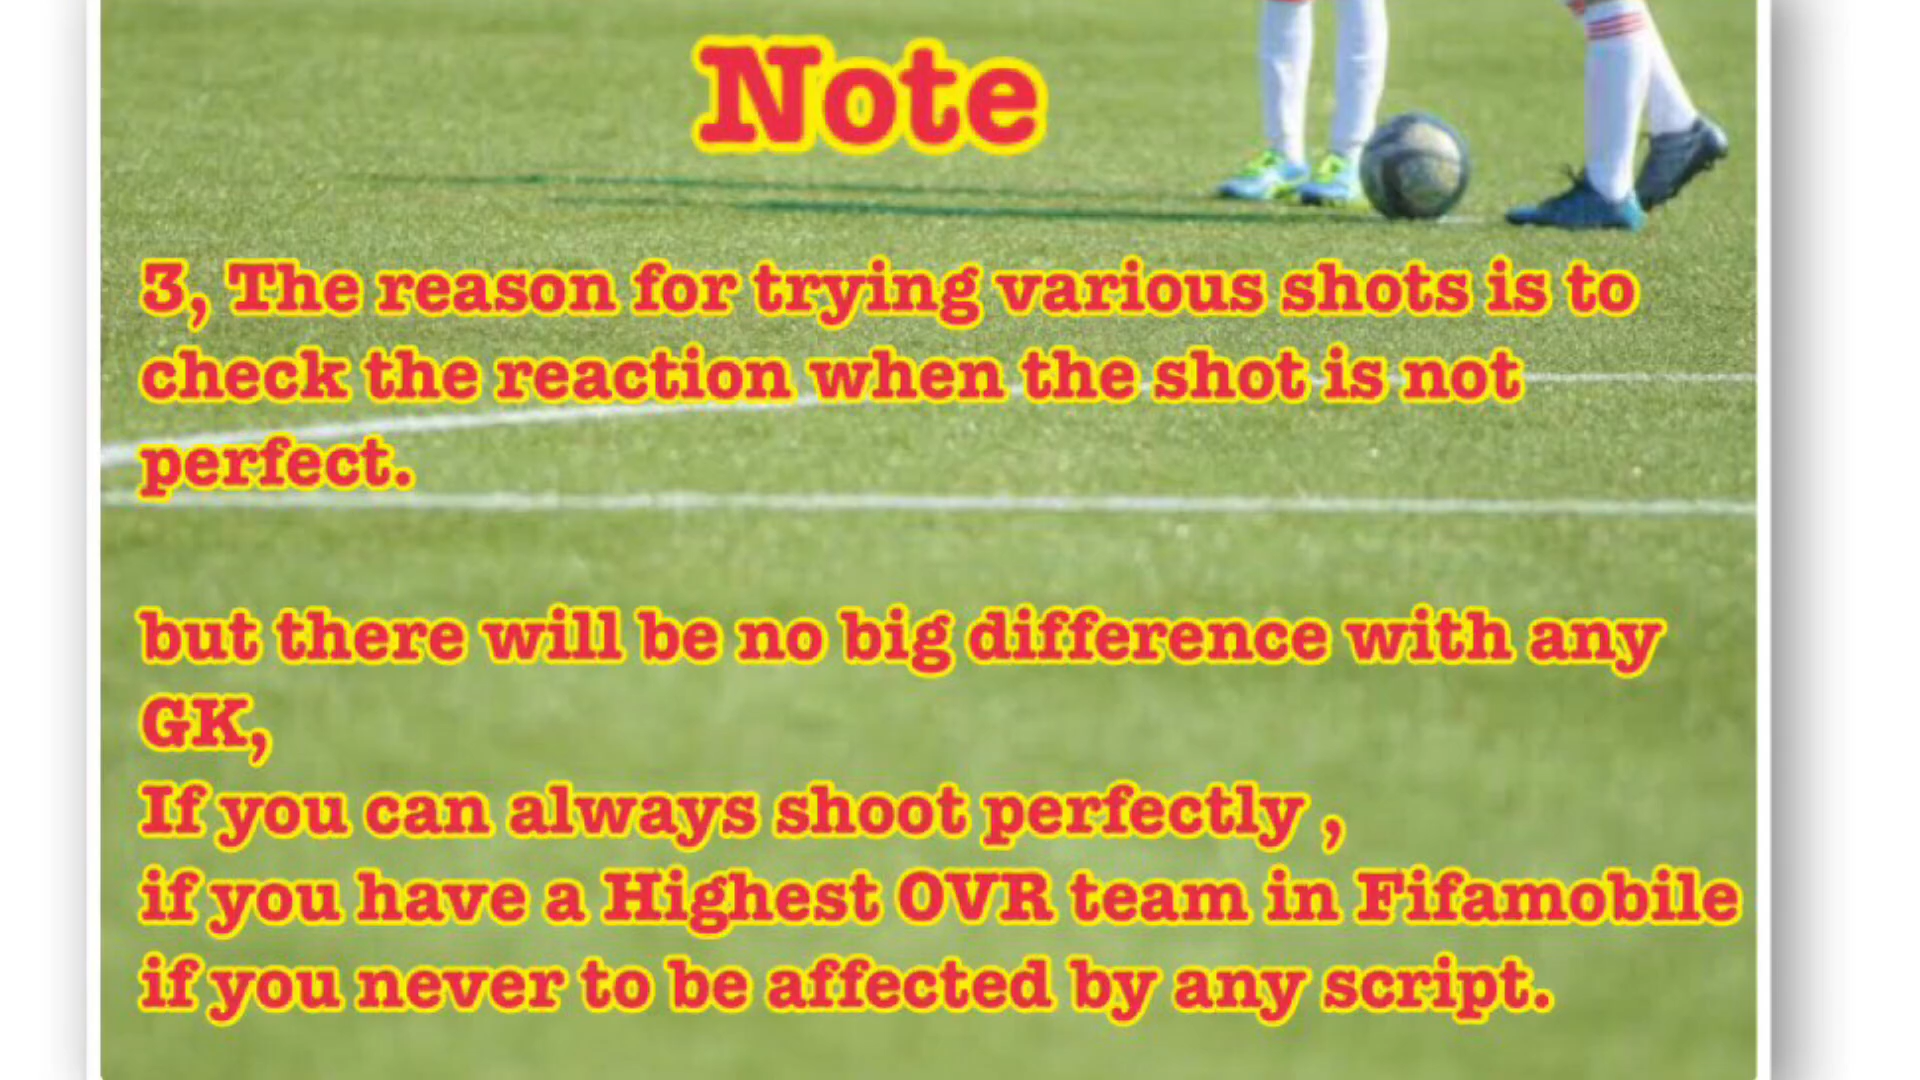 Note
3, The reason for trying various shots is to
check the reaction when the shot is not
perfect.
but there will be no big difference with any
GK,
If you can always shoot perfectly ,
if you have a Highest OVR team in Fifamobile
if you never to be affected by any script.